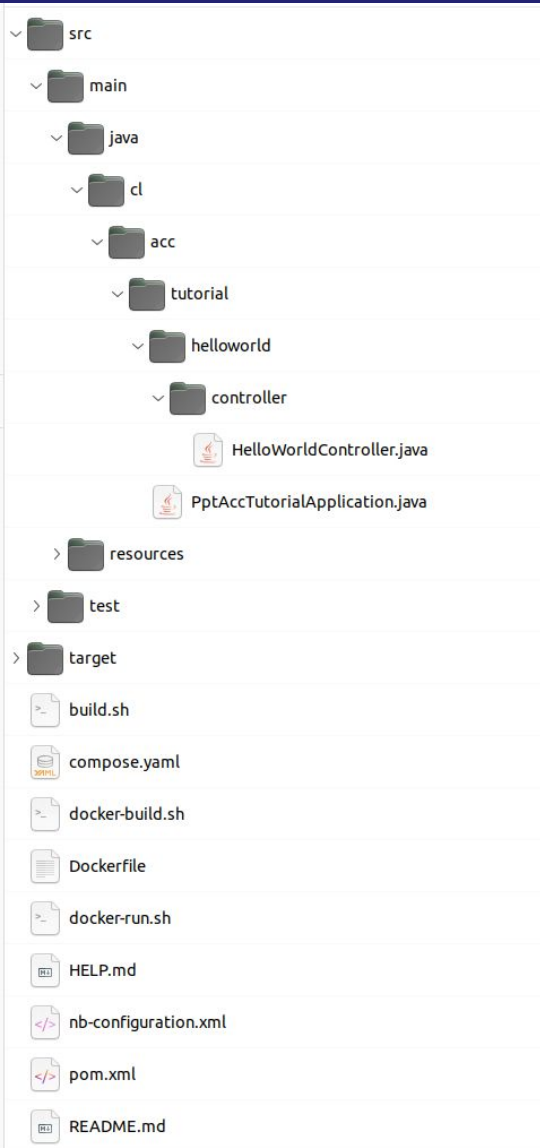 src
main
java
cl
acc
tutorial
helloworld
controller
HelloWorldController.java
PptAccTutorialApplication.java
resources
test
target
build.sh
compose.yaml
docker-build.sh
Dockerfile
docker-run.sh
HELP.md
nb-configuration.xml
pom.xml
README.md